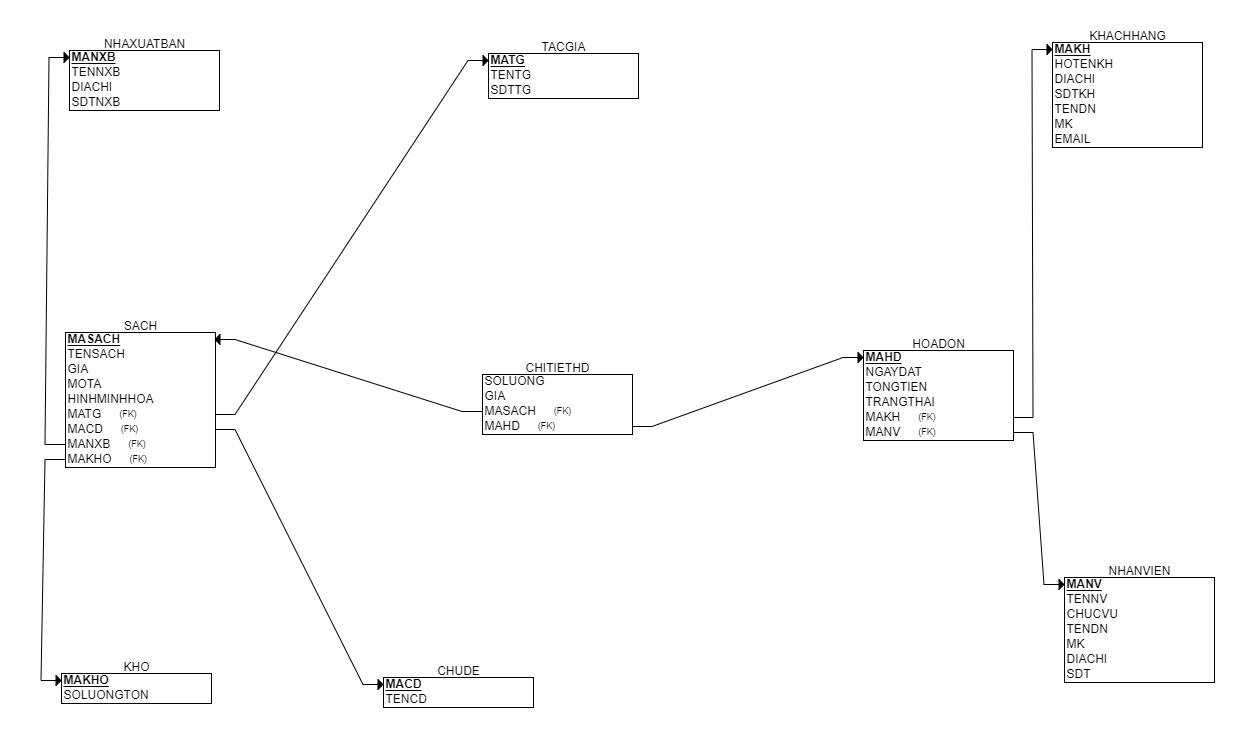 NHAXUATBAN
MANXB
TENNXB
DIACHI
SDTNXB
TACGIA
MATG
TENTG
SDTTG
KHACHHANG
MAKH
HOTENKH
DIACHI
SDTKH
TENDN
MK
EMAIL
SACH
MASACH
TENSACH
GIA
MOTA
HINHMINHHOA
MATG (FK)
MACD (FK)
MANXB (FK)
MAKHO (FK)
CHITIETHD
SOLUONG
GIA
MASACH (FK)
MAHD (FK)
HOADON
MAHD
NGAYDAT
TONGTIEN
TRANGTHAI
MAKH (FK)
MANV (FK)
KHO
MAKHO
SOLUONGTON
CHUDE
MACD
TENCD
NHANVIEN
MANV
TENNV
CHUCVU
TENDN
MK
DIACHI
SDT